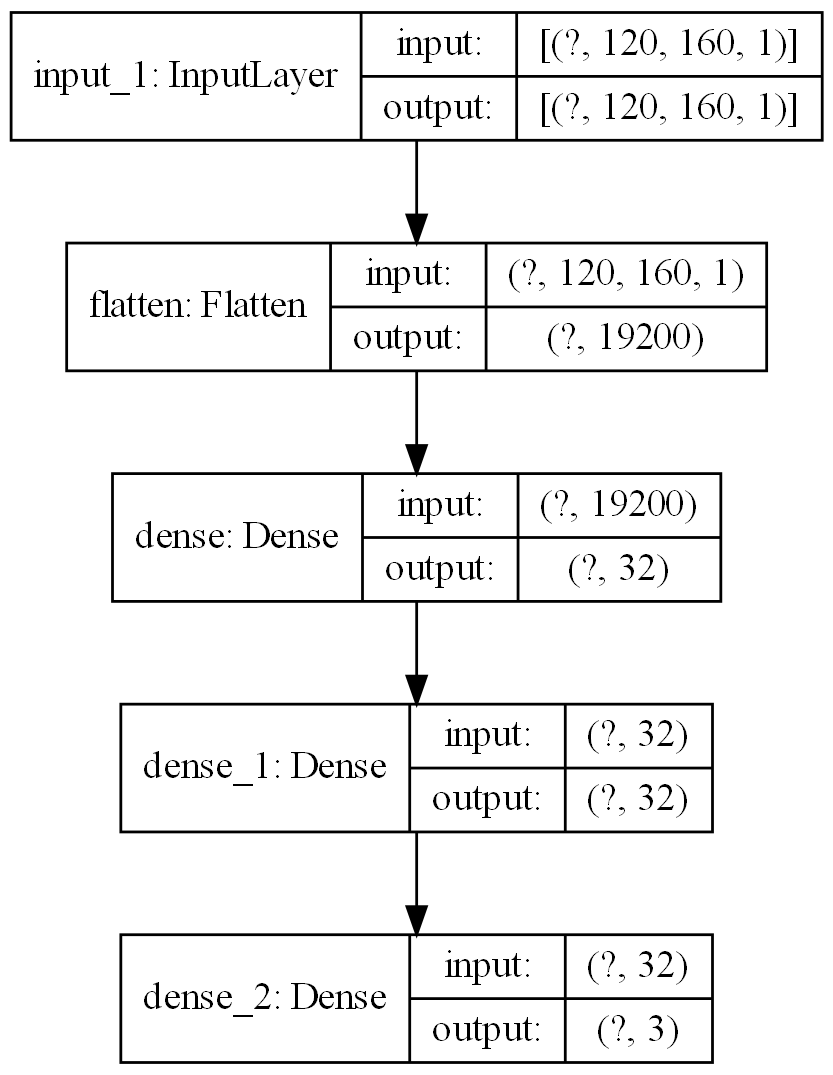 input_1: InputLayer
input: [(?, 120, 160, 1)]
output: [(?, 120, 160, 1)]
flatten: Flatten
input: (?, 120, 160, 1)
output: (?, 19200)
dense: Dense
input: (?, 19200)
output: (?, 32)
dense_1: Dense
input: (?, 32)
output: (?, 32)
dense_2: Dense
input: (?, 32)
output: (?, 3)